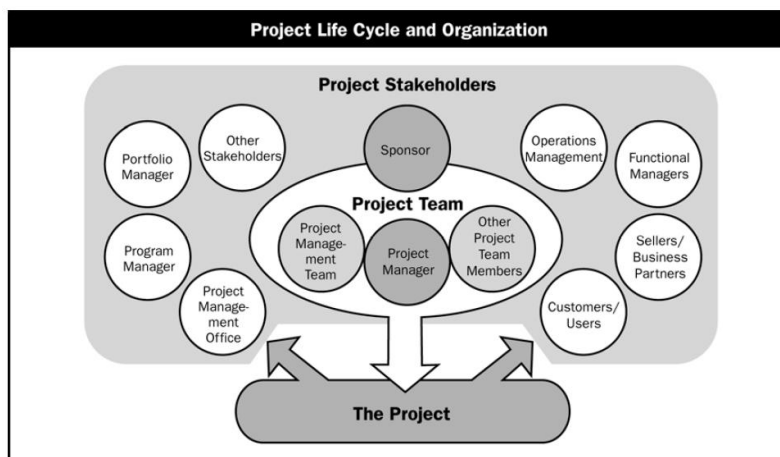 Project Life Cycle and Organization
Project Stakeholders
Portfolio
Manager
Other
Stakeholders
Sponsor
Operations
Management
Functional
Managers
Project Team
Program
Manager
Project
Manage-
ment
Team
Project
Manager
Other
Project
Team
Members
Sellers/
Business
Partners
Project
Manage-
ment
Office
Customers/
Users
The Project